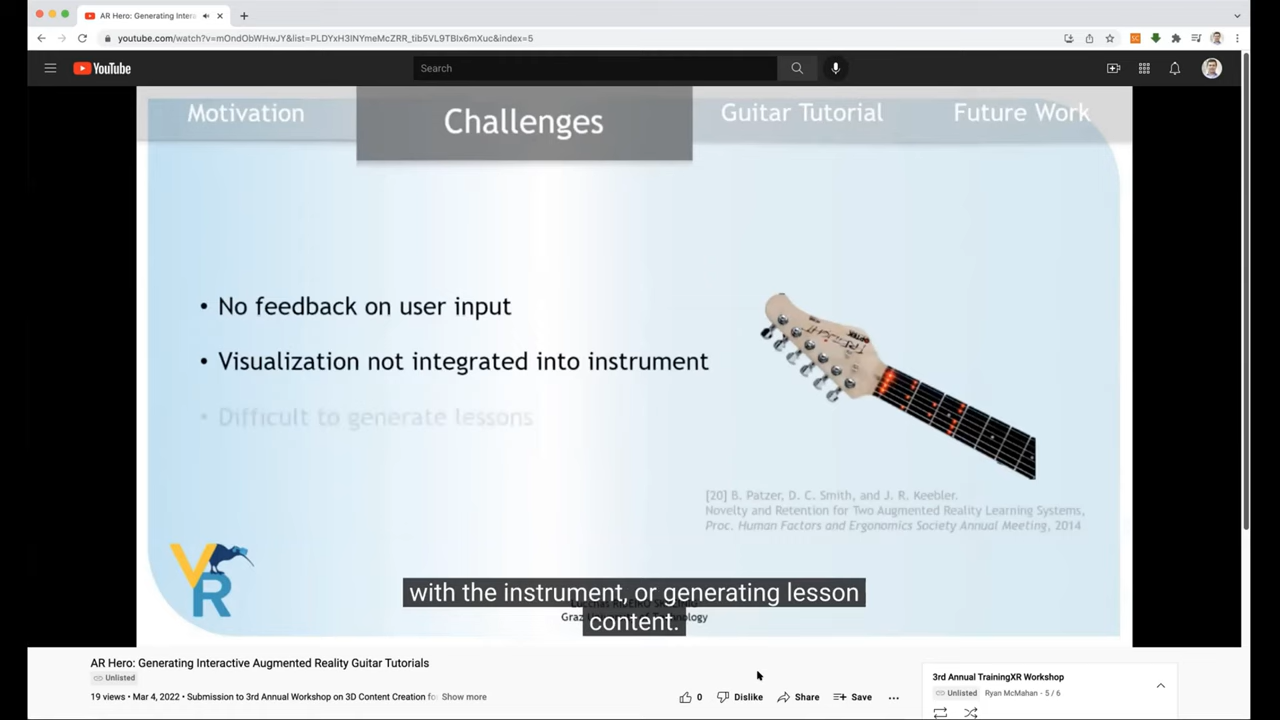 AR Hero: Generating Intera
youtube.com/watch?v=mOndObWHwJY&list=PLDYxH3lNYmeMcZRR_tib5VL9TBIx6mXuc&index=5
YouTube
Search
Motivation
Challenges
Guitar Tutorial
Future Work
• No feedback on user input
• Visualization not integrated into instrument
• Difficult to generate lessons
[20] B. Patzer, D. C. Smith, and J. R. Keebler.
Novelty and Retention for Two Augmented Reality Learning Systems,
Proc. Human Factors and Ergonomics Society Annual Meeting, 2014
VR
with the instrument, or generating lesson
content.
AR Hero: Generating Interactive Augmented Reality Guitar Tutorials
Unlisted
19 views • Mar 4, 2022 • Submission to 3rd Annual Workshop on 3D Content Creation fo Show more
0
Dislike
Share
Save
3rd Annual TrainingXR Workshop
Unlisted Ryan McMahan - 5 / 6